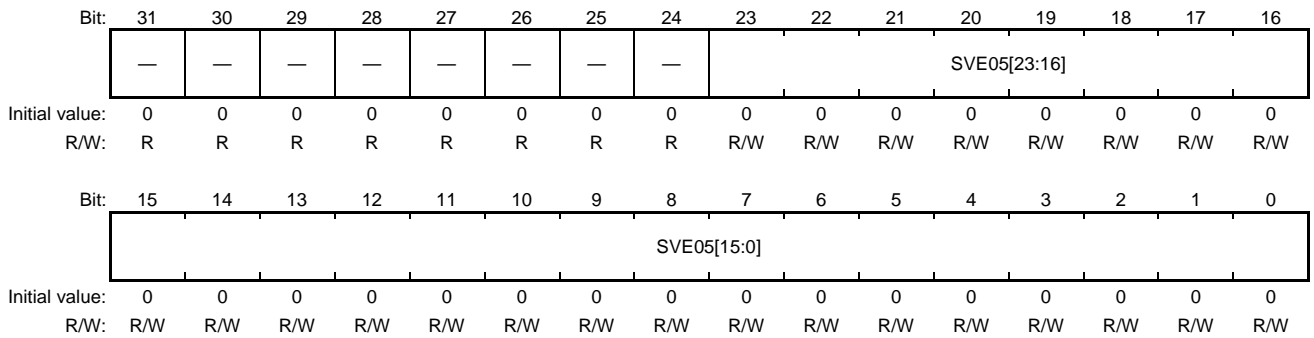 Bit: 31 30 29 28 27 26 25 24 23 22 21 20 19 18 17 16
— — — — — — — — SVE05[23:16]
Initial value: 0 0 0 0 0 0 0 0 0 0 0 0 0 0 0 0
R/W: R R R R R R R R R/W R/W R/W R/W R/W R/W R/W R/W
Bit: 15 14 13 12 11 10 9 8 7 6 5 4 3 2 1 0
SVE05[15:0]
Initial value: 0 0 0 0 0 0 0 0 0 0 0 0 0 0 0 0
R/W: R/W R/W R/W R/W R/W R/W R/W R/W R/W R/W R/W R/W R/W R/W R/W R/W